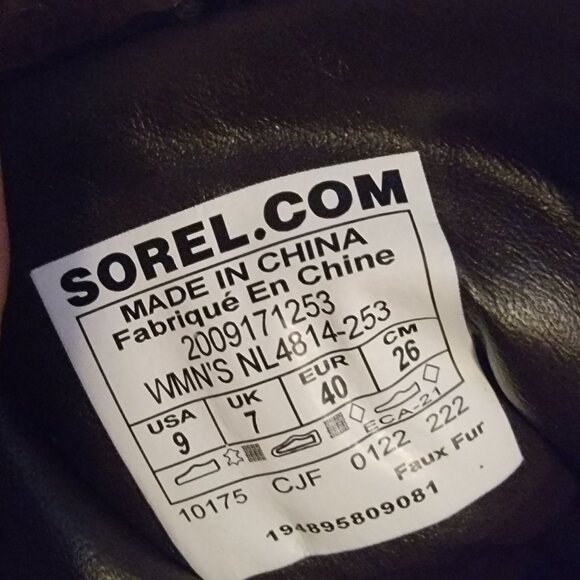 SOREL.COM
MADE IN CHINA
Fabriqué En Chine
2009171253
WMN'S NL4814-253
USA UK EUR CM
9 7 40 26
ECA-21
10175 CJF 0122 222
Faux Fur
194895809081